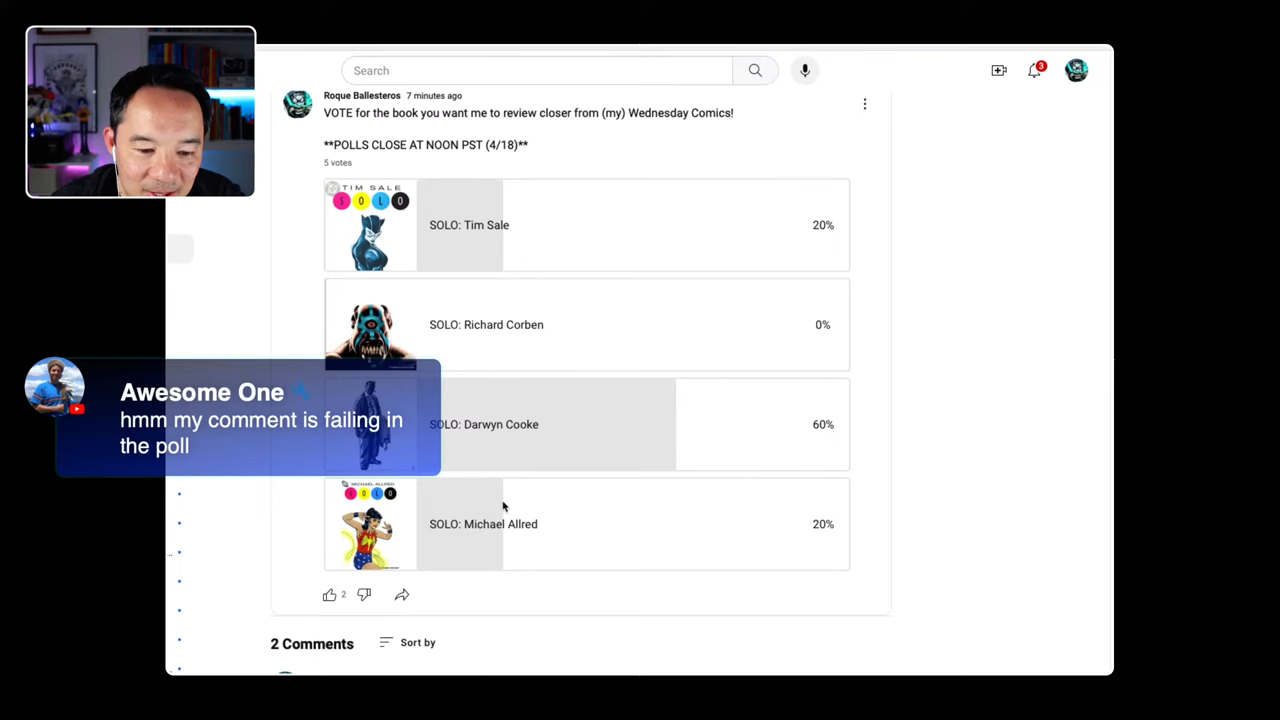 Search
3
Roque Ballesteros 7 minutes ago
VOTE for the book you want me to review closer from (my) Wednesday Comics!
**POLLS CLOSE AT NOON PST (4/18)**
5 votes
TIM SALE
SOLO
SOLO: Tim Sale
20%
SOLO: Richard Corben
0%
Awesome One
hmm my comment is failing in
the poll
SOLO: Darwyn Cooke
60%
MICHAEL ALLRED
SOLO
SOLO: Michael Allred
20%
2
2 Comments
Sort by